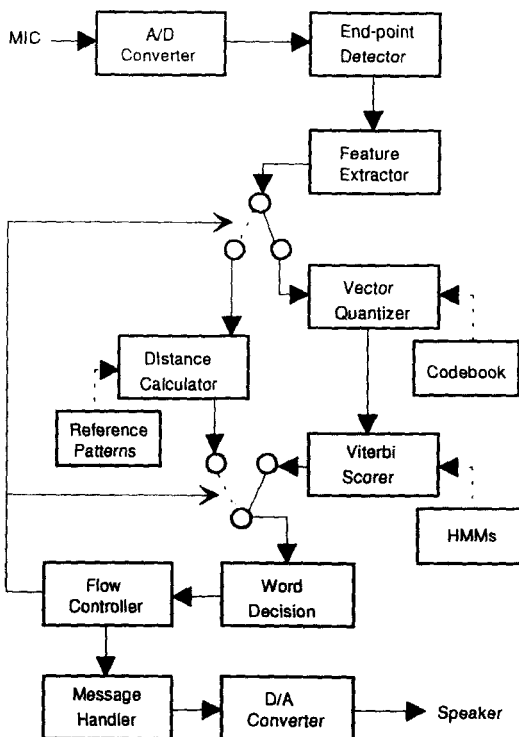 MIC
A/D
Converter
End-point
Detector
Feature
Extractor
Vector
Quantizer
Distance
Calculator
Codebook
Reference
Patterns
Viterbi
Scorer
HMMs
Flow
Controller
Word
Decision
Message
Handler
D/A
Converter
Speaker